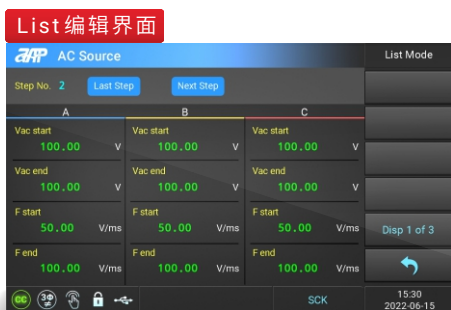 List编辑界面
AAP AC Source
List Mode
Step No. 2 Last Step Next Step
A B C
Vac start Vac start Vac start
100.00 V 100.00 V 100.00 V
Vac end Vac end Vac end
100.00 V 100.00 V 100.00 V
F start F start F start
50.00 V/ms 50.00 V/ms 50.00 V/ms
Disp 1 of 3
F end F end F end
100.00 V/ms 100.00 V/ms 100.00 V/ms
CC 3Φ SCK 15:30
2022-06-15